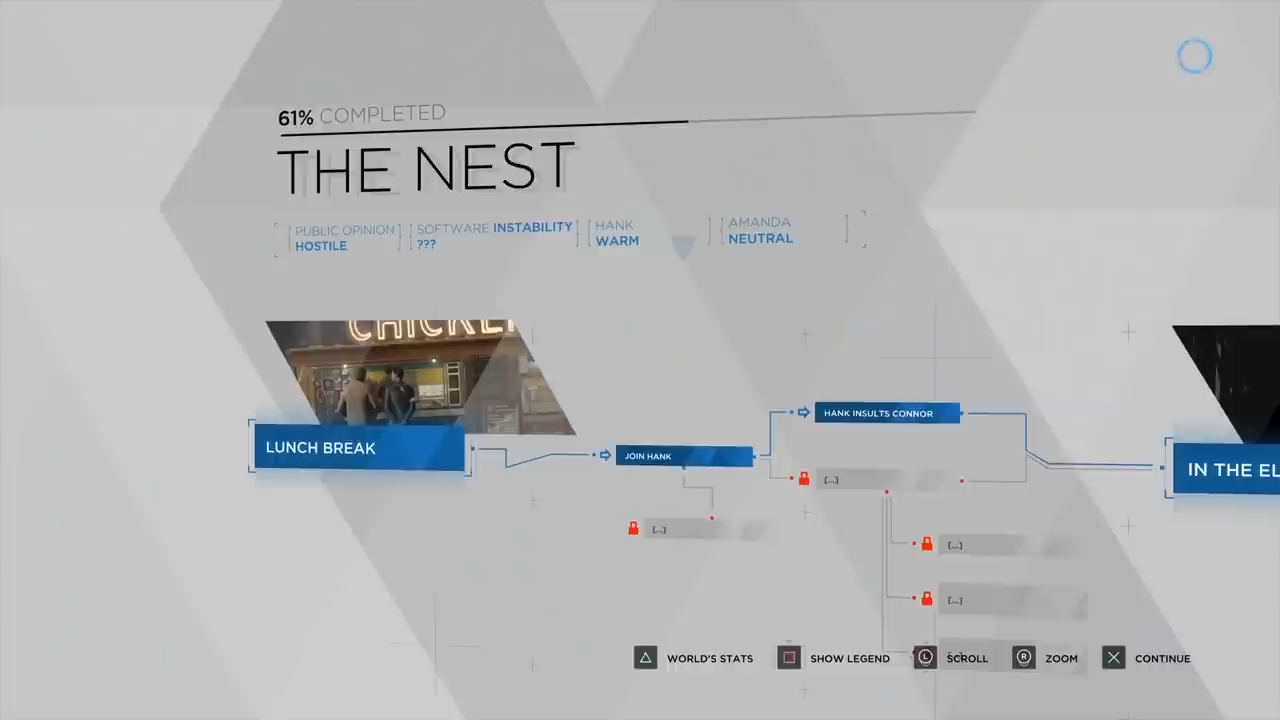 61% COMPLETED
THE NEST
PUBLIC OPINION
HOSTILE
SOFTWARE INSTABILITY
???
HANK
WARM
AMANDA
NEUTRAL
CHICKE
LUNCH BREAK
JOIN HANK
HANK INSULTS CONNOR
[...]
[...]
[...]
[...]
IN THE EL
WORLD'S STATS
SHOW LEGEND
L
SCROLL
R
ZOOM
CONTINUE